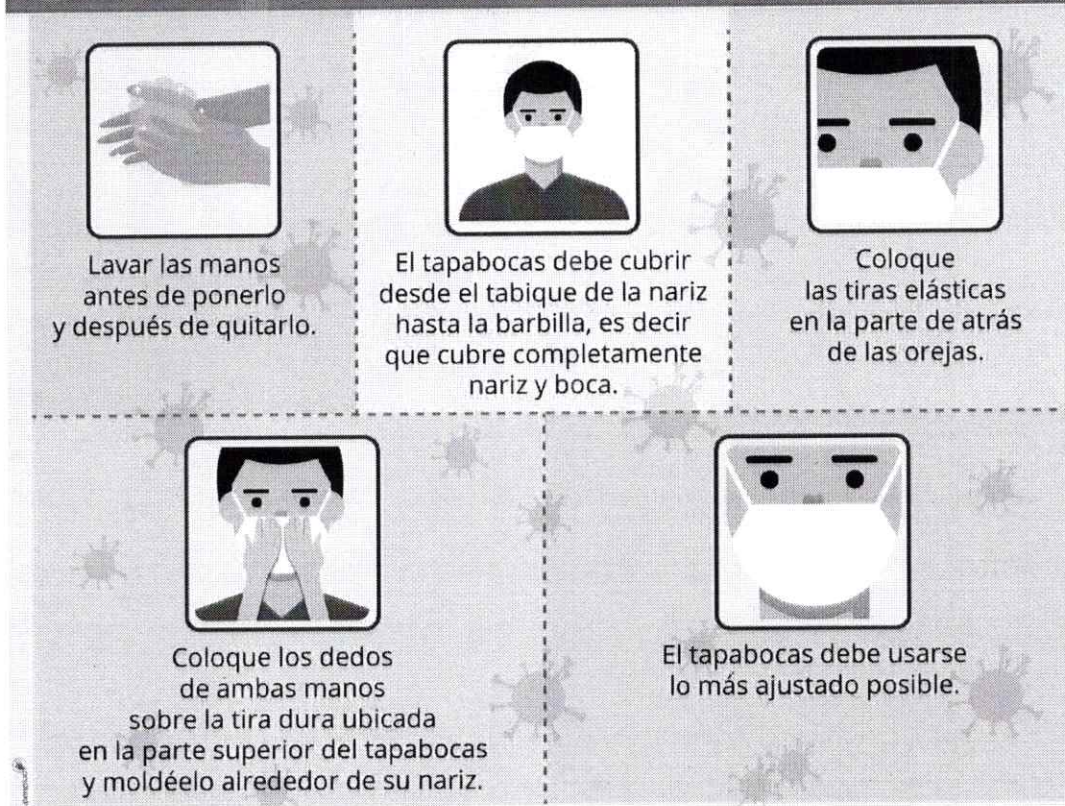 Lavar las manos
antes de ponerlo
y después de quitarlo.
El tapabocas debe cubrir
desde el tabique de la nariz
hasta la barbilla, es decir
que cubre completamente
nariz y boca.
Coloque
las tiras elásticas
en la parte de atrás
de las orejas.
Coloque los dedos
de ambas manos
sobre la tira dura ubicada
en la parte superior del tapabocas
y moldéelo alrededor de su nariz.
El tapabocas debe usarse
lo más ajustado posible.